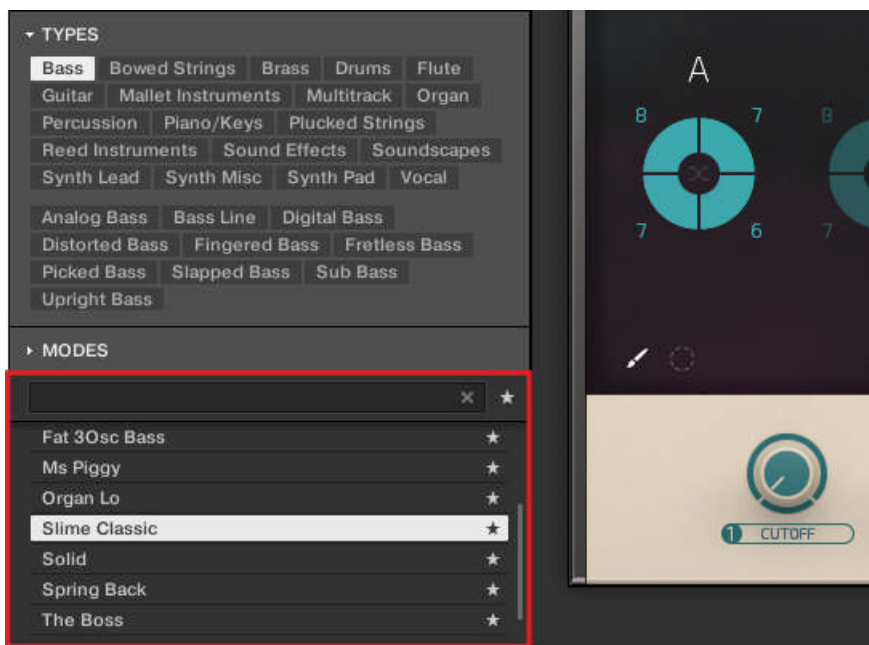 TYPES
Bass Bowed Strings Brass Drums Flute
Guitar Mallet Instruments Multitrack Organ
Percussion Piano/Keys Plucked Strings
Reed Instruments Sound Effects Soundscapes
Synth Lead Synth Misc Synth Pad Vocal
Analog Bass Bass Line Digital Bass
Distorted Bass Fingered Bass Fretless Bass
Picked Bass Slapped Bass Sub Bass
Upright Bass
MODES
Fat 3Osc Bass
Ms Piggy
Organ Lo
Slime Classic
Solid
Spring Back
The Boss
A
8 7 8
7 6 7
1 CUTOFF